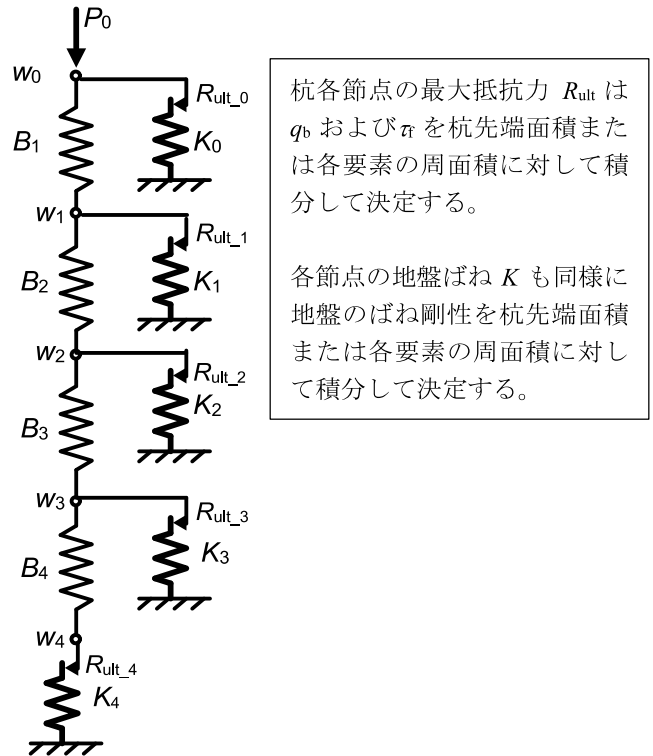 P0
w0
Rult_0
B1
K0
w1
Rult_1
B2
K1
w2
Rult_2
K2
B3
w3
Rult_3
B4
K3
w4
Rult_4
K4
杭各節点の最大抵抗力 Rult は
qb および τf を杭先端面積また
は各要素の周面積に対して積
分して決定する。
各節点の地盤ばね K も同様に
地盤のばね剛性を杭先端面積
または各要素の周面積に対し
て積分して決定する。